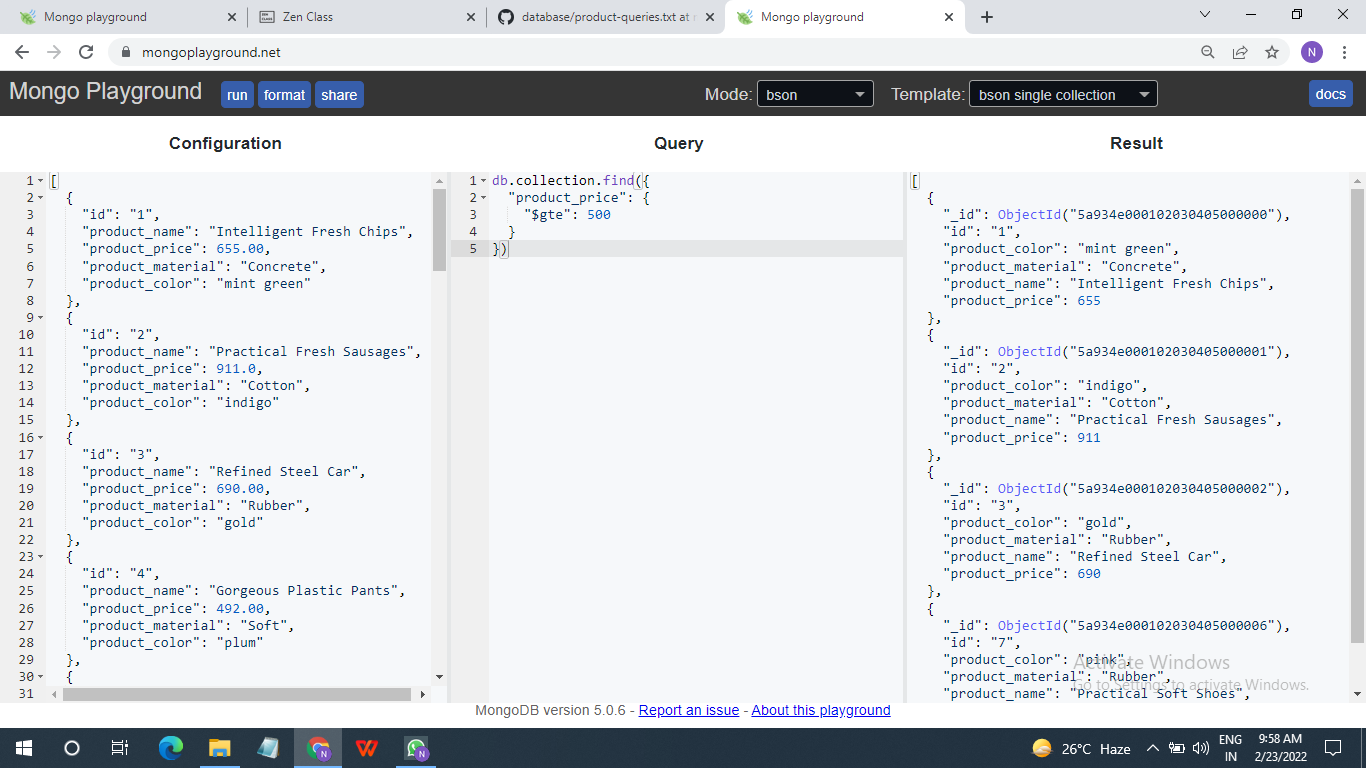 Mongo playground
Zen Class
database/product-queries.txt at
Mongo playground
mongoplayground.net
N
Mongo Playground
run
format
share
Mode:
bson
Template:
bson single collection
docs
Configuration
Query
Result
1 [
2 {
3 "id": "1",
4 "product_name": "Intelligent Fresh Chips",
5 "product_price": 655.00,
6 "product_material": "Concrete",
7 "product_color": "mint green"
8 },
9 {
10 "id": "2",
11 "product_name": "Practical Fresh Sausages",
12 "product_price": 911.0,
13 "product_material": "Cotton",
14 "product_color": "indigo"
15 },
16 {
17 "id": "3",
18 "product_name": "Refined Steel Car",
19 "product_price": 690.00,
20 "product_material": "Rubber",
21 "product_color": "gold"
22 },
23 {
24 "id": "4",
25 "product_name": "Gorgeous Plastic Pants",
26 "product_price": 492.00,
27 "product_material": "Soft",
28 "product_color": "plum"
29 },
30 {
31
1 db.collection.find({
2 "product_price": {
3 "$gte": 500
4 }
5 })
[
{
"_id": ObjectId("5a934e000102030405000000"),
"id": "1",
"product_color": "mint green",
"product_material": "Concrete",
"product_name": "Intelligent Fresh Chips",
"product_price": 655
},
{
"_id": ObjectId("5a934e000102030405000001"),
"id": "2",
"product_color": "indigo",
"product_material": "Cotton",
"product_name": "Practical Fresh Sausages",
"product_price": 911
},
{
"_id": ObjectId("5a934e000102030405000002"),
"id": "3",
"product_color": "gold",
"product_material": "Rubber",
"product_name": "Refined Steel Car",
"product_price": 690
},
{
"_id": ObjectId("5a934e000102030405000006"),
"id": "7",
"product_color": "pink",
"product_material": "Rubber",
"product_name": "Practical Soft Shoes",
Activate Windows
Go to Settings to activate Windows.
MongoDB version 5.0.6 - Report an issue - About this playground
26°C Haze
ENG
IN
9:58 AM
2/23/2022